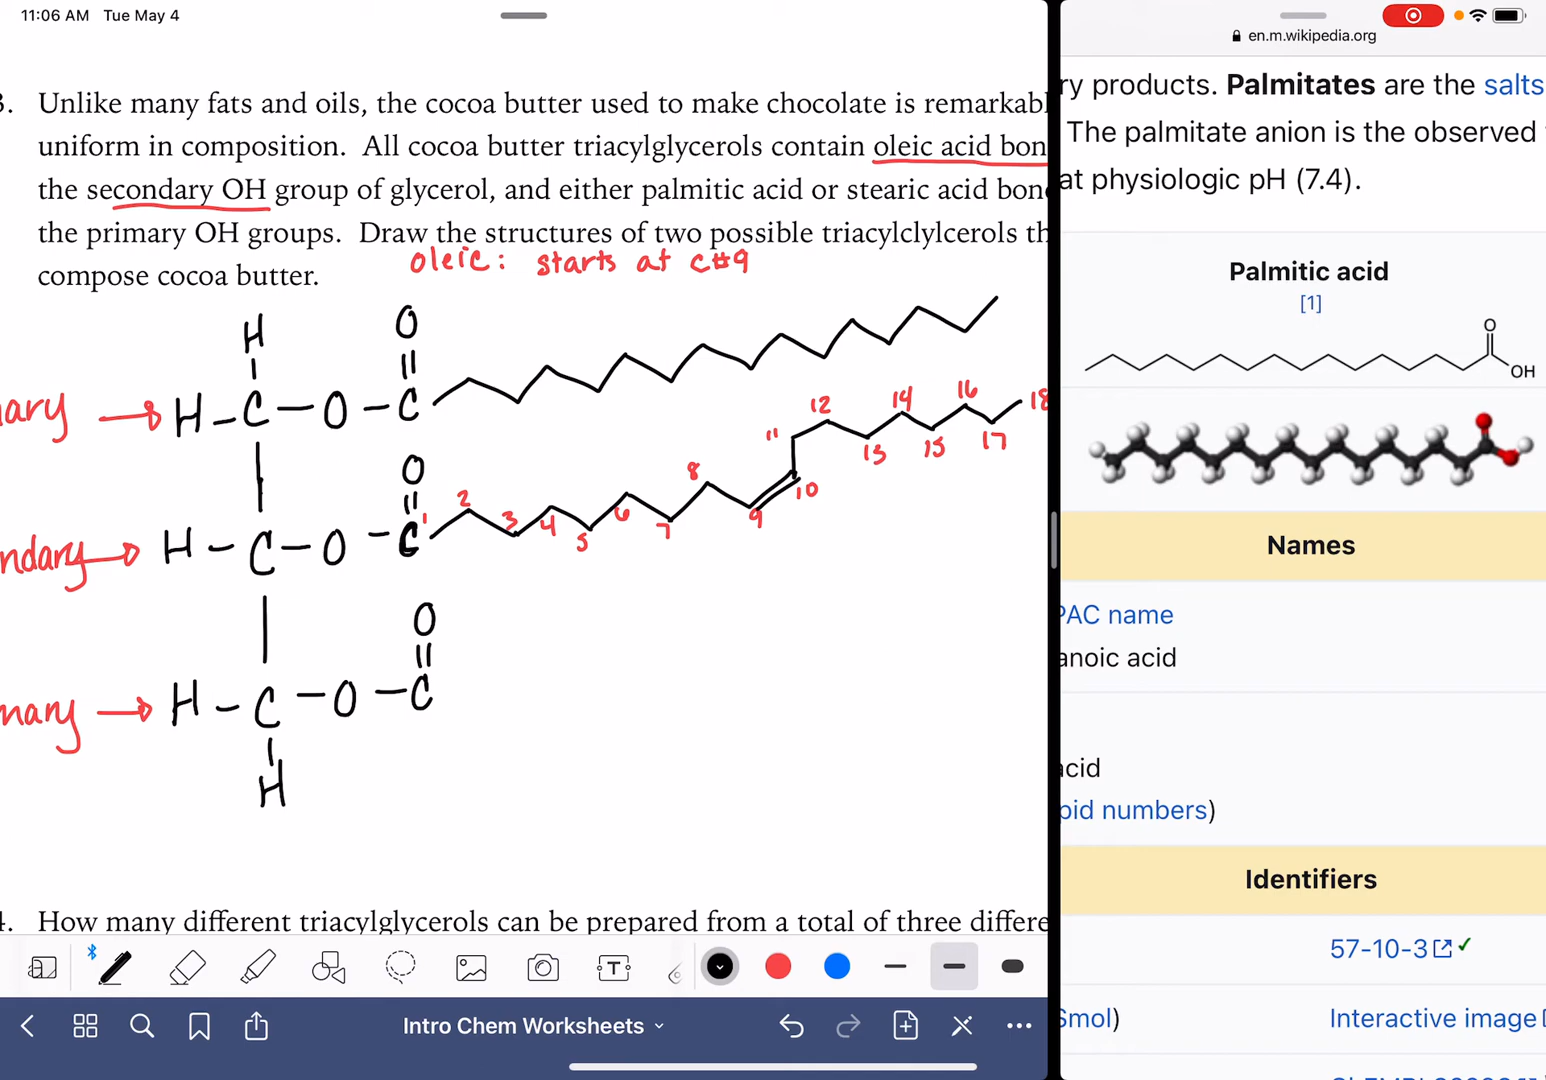 11:06 AM Tue May 4
3. Unlike many fats and oils, the cocoa butter used to make chocolate is remarkabl
uniform in composition. All cocoa butter triacylglycerols contain oleic acid bon
the secondary OH group of glycerol, and either palmitic acid or stearic acid bon
the primary OH groups. Draw the structures of two possible triacylclylcerols th
compose cocoa butter.
oleic: starts at C#9
H O
ary H-C-O-C
O
ndary H-C-O-C
1 2 3 4 5 6 7 8 9 10 11 12 13 14 15 16 17 18
O
mary H-C-O-C
H
4. How many different triacylglycerols can be prepared from a total of three differe
T
Intro Chem Worksheets
en.m.wikipedia.org
ry products. Palmitates are the salts
The palmitate anion is the observed
at physiologic pH (7.4).
Palmitic acid
[1]
O
OH
Names
PAC name
anoic acid
acid
pid numbers)
Identifiers
57-10-3
Smol)
Interactive image